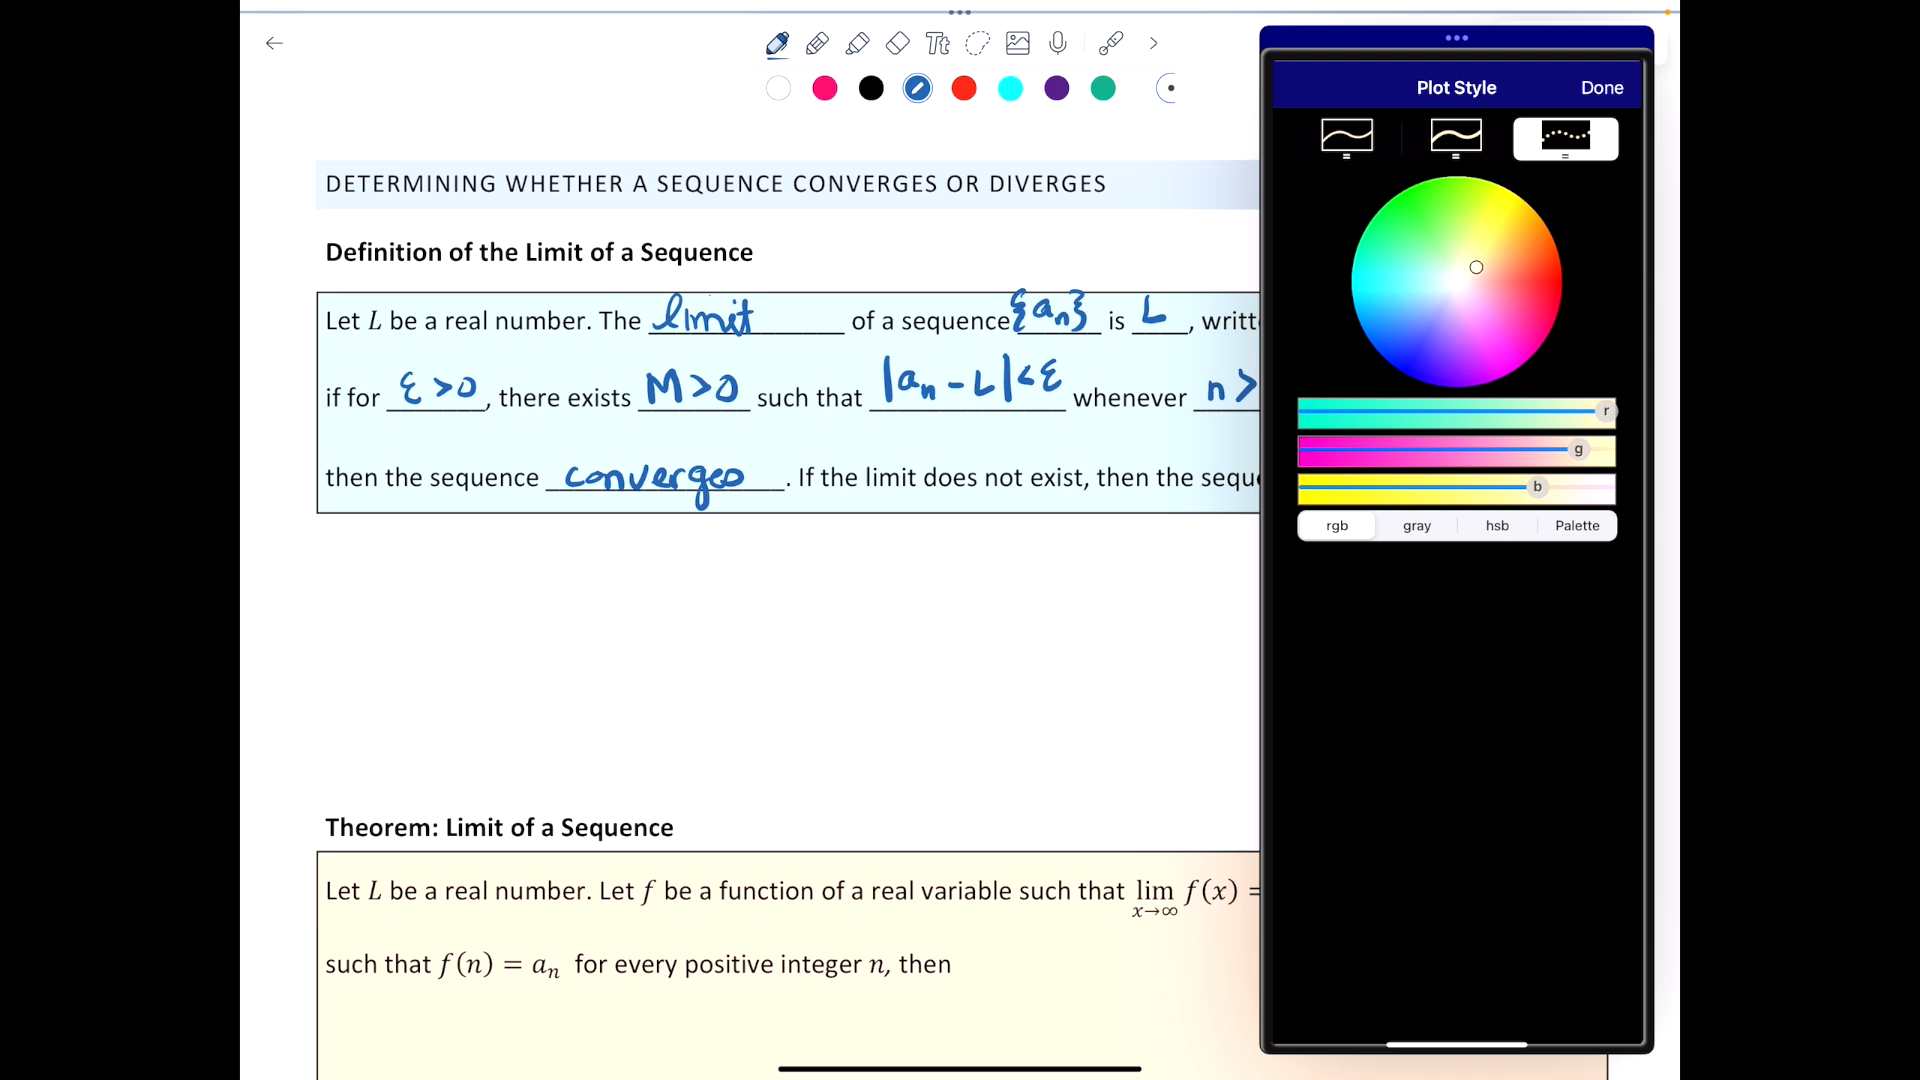 Tt
Plot Style Done
DETERMINING WHETHER A SEQUENCE CONVERGES OR DIVERGES
Definition of the Limit of a Sequence
Let L be a real number. The limit of a sequence {aₙ} is L, writt
if for ε > 0, there exists M > 0 such that |aₙ - L| < ε whenever n >
then the sequence converges. If the limit does not exist, then the sequ
r
g
b
rgb gray hsb Palette
Theorem: Limit of a Sequence
Let L be a real number. Let f be a function of a real variable such that lim x→∞ f(x) =
such that f(n) = aₙ for every positive integer n, then